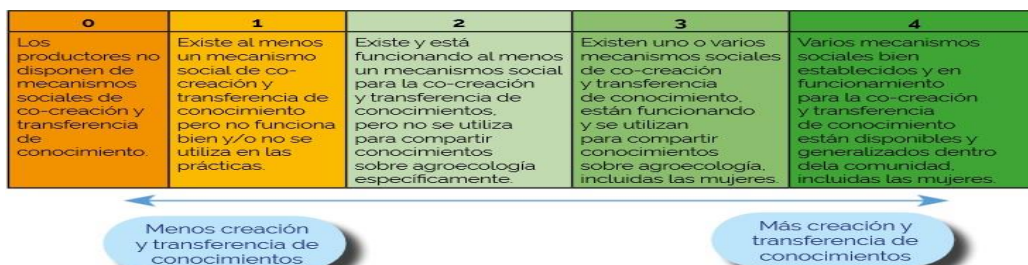 0
Los
productores no
disponen de
mecanismos
sociales de
co-creación y
transferencia
de
conocimiento.
1
Existe al menos
un mecanismo
social de co-
creación y
transferencia de
conocimiento
pero no funciona
bien y/o no se
utiliza en las
prácticas.
2
Existe y está
funcionando al menos
un mecanismos social
para la co-creación
y transferencia de
conocimientos,
pero no se utiliza
para compartir
conocimientos
sobre agroecología
específicamente.
3
Existen uno o varios
mecanismos sociales
de co-creación
y transferencia
de conocimiento,
están funcionando
y se utilizan
para compartir
conocimientos
sobre agroecología,
incluidas las mujeres.
4
Varios mecanismos
sociales bien
establecidos y en
funcionamiento
para la co-creación
y transferencia
de conocimiento
están disponibles y
generalizados dentro
dela comunidad,
incluidas las mujeres.
Menos creación
y transferencia de
conocimientos
Más creación y
transferencia de
conocimientos